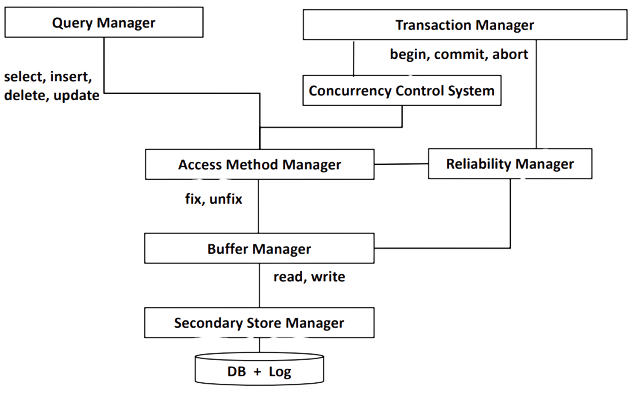 Query Manager
Transaction Manager
select, insert,
delete, update
begin, commit, abort
Concurrency Control System
Access Method Manager
Reliability Manager
fix, unfix
Buffer Manager
read, write
Secondary Store Manager
DB + Log